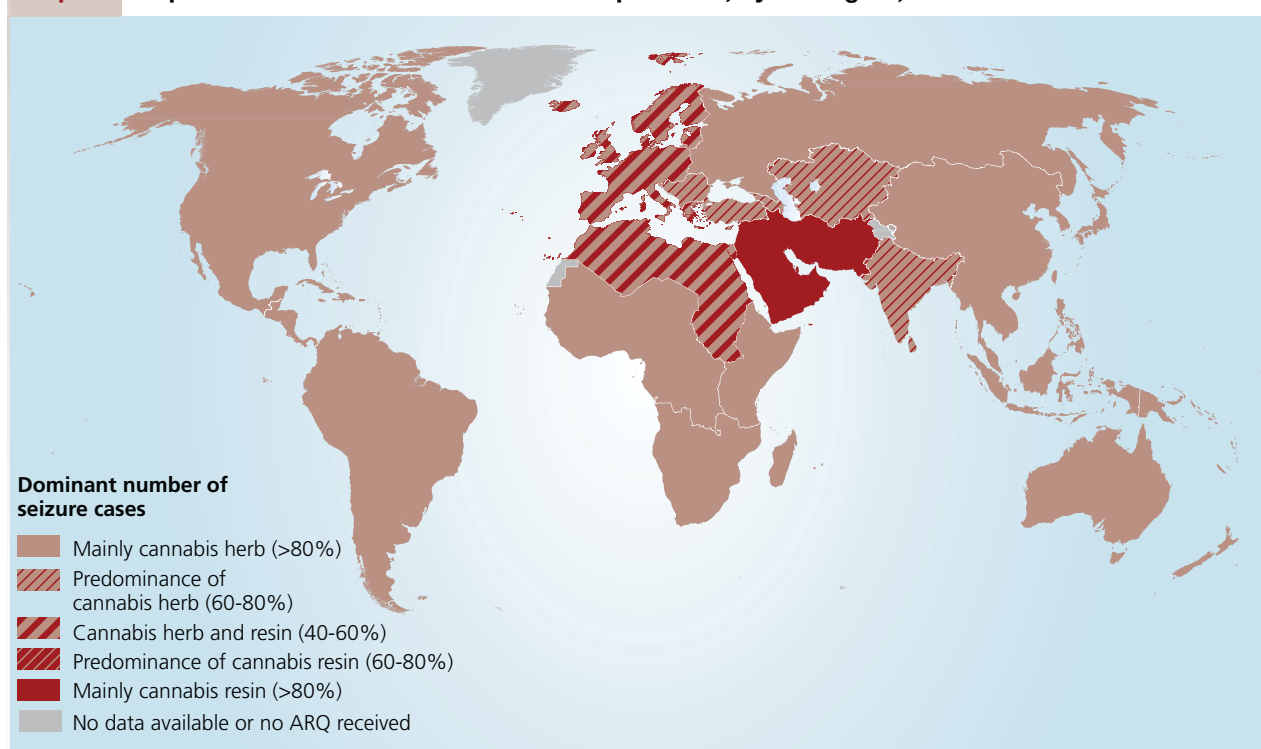 Dominant number of
seizure cases
Mainly cannabis herb (>80%)
Predominance of
cannabis herb (60-80%)
Cannabis herb and resin (40-60%)
Predominance of cannabis resin (60-80%)
Mainly cannabis resin (>80%)
No data available or no ARQ received